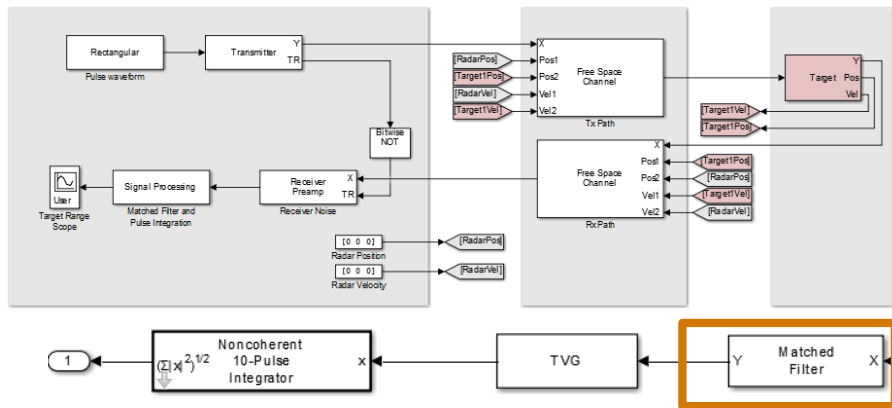 Rectangular
Pulse waveform
Transmitter
Y
TR
[RadarPos]
[Target1Pos]
[RadarVel]
[Target1Vel]
X
Pos1
Pos2
Vel1
Vel2
Free Space
Channel
Tx Path
Target
Y
Pos
Vel
[Target1Vel]
[Target1Pos]
Bitwise
NOT
User
Target Range
Scope
Signal Processing
Matched Filter and
Pulse Integration
Receiver
Preamp
X
TR
Receiver Noise
Free Space
Channel
X
Pos1
Pos2
Vel1
Vel2
Rx Path
[Target1Pos]
[RadarPos]
[Target1Vel]
[RadarVel]
[0 0 0]
Radar Position
[RadarPos]
[0 0 0]
Radar Velocity
[RadarVel]
1
(Σ|x|²)^1/2
Noncoherent
10-Pulse
Integrator
x
TVG
Y
Matched
Filter
X